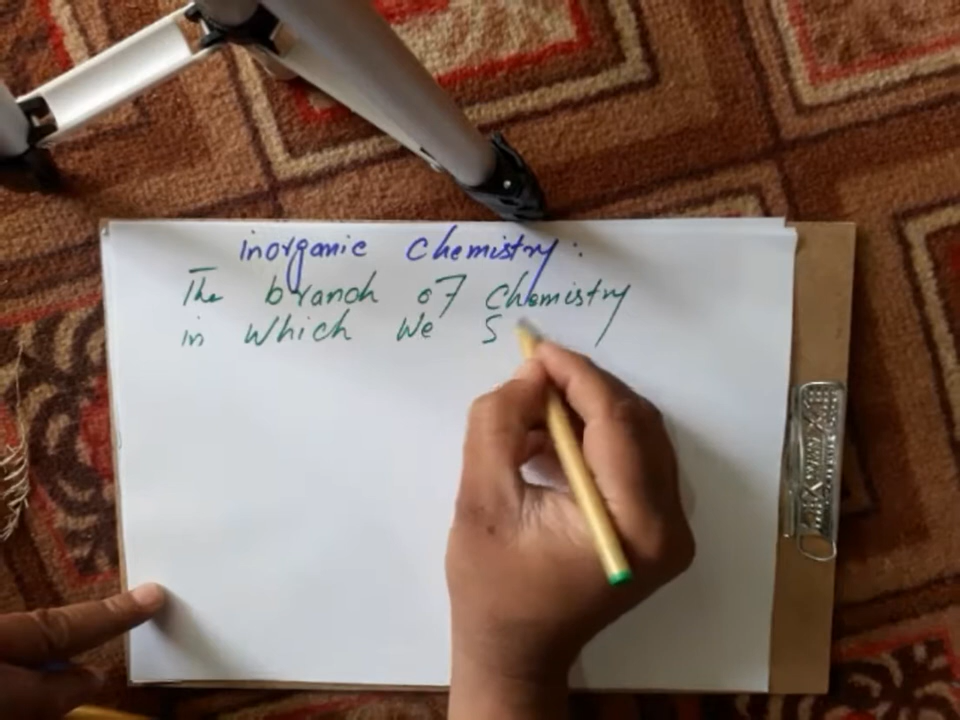 inorganic chemistry:
The branch of chemistry
in which we S